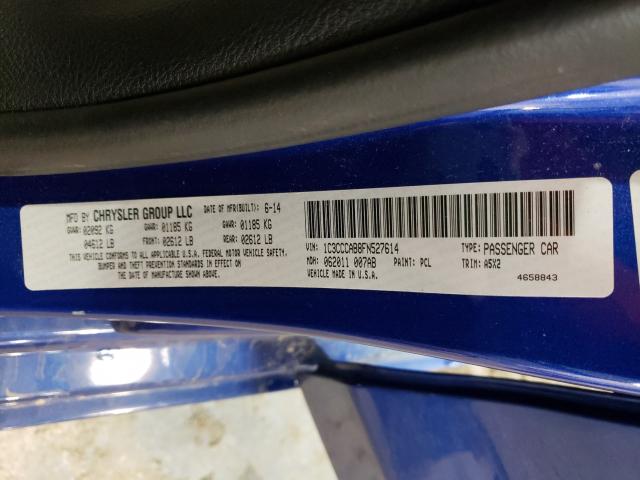 MFD BY CHRYSLER GROUP LLC DATE OF MFR(BUILT): 6-14
GVWR: 02092 KG GAWR: 01185 KG GAWR: 01185 KG
04612 LB FRONT: 02612 LB REAR: 02612 LB
THIS VEHICLE CONFORMS TO ALL APPLICABLE U.S.A. FEDERAL MOTOR VEHICLE SAFETY,
BUMPER AND THEFT PREVENTION STANDARDS IN EFFECT ON
THE DATE OF MANUFACTURE SHOWN ABOVE.
VIN: 1C3CCCAB8FN527614 TYPE: PASSENGER CAR
MDH: 062011 007AB PAINT: PCL TRIM: A5X2
MADE IN U.S.A. 4658843